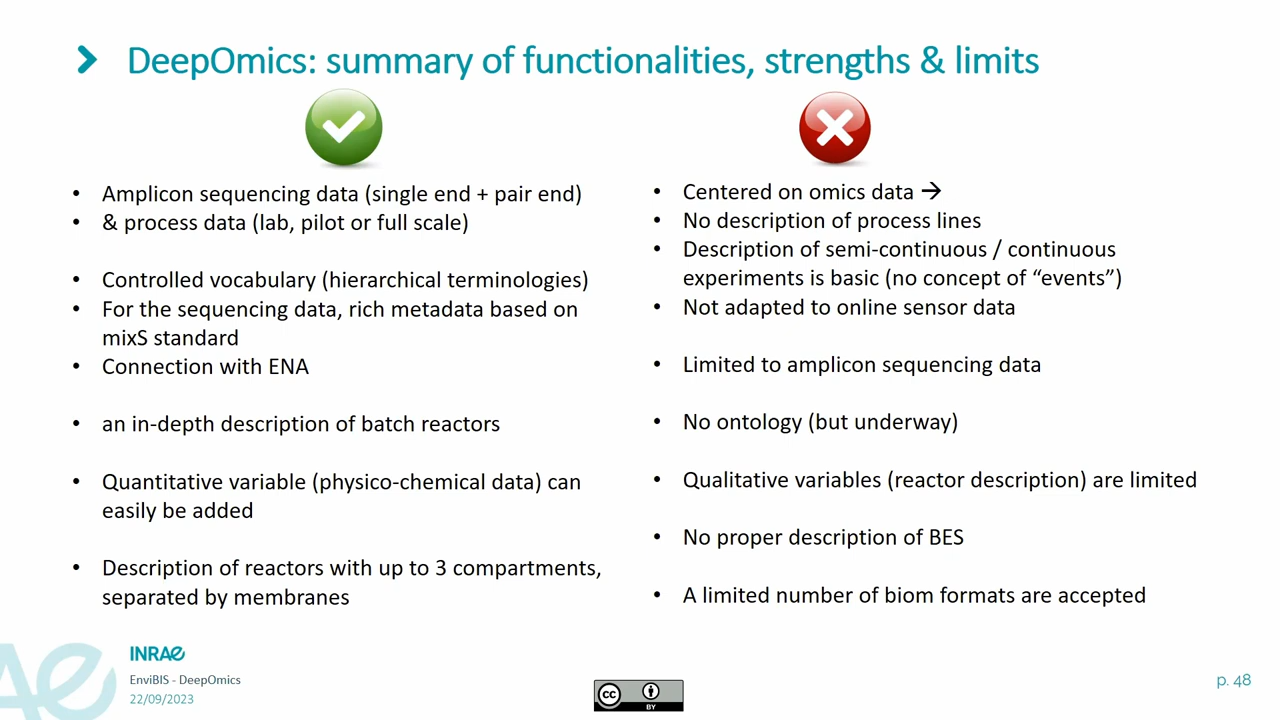 DeepOmics: summary of functionalities, strengths & limits
• Amplicon sequencing data (single end + pair end)
• & process data (lab, pilot or full scale)
• Controlled vocabulary (hierarchical terminologies)
• For the sequencing data, rich metadata based on
mixS standard
• Connection with ENA
• an in-depth description of batch reactors
• Quantitative variable (physico-chemical data) can
easily be added
• Description of reactors with up to 3 compartments,
separated by membranes
• Centered on omics data →
• No description of process lines
• Description of semi-continuous / continuous
experiments is basic (no concept of “events”)
• Not adapted to online sensor data
• Limited to amplicon sequencing data
• No ontology (but underway)
• Qualitative variables (reactor description) are limited
• No proper description of BES
• A limited number of biom formats are accepted
INRAE
EnviBIS - DeepOmics
22/09/2023
cc BY
p. 48